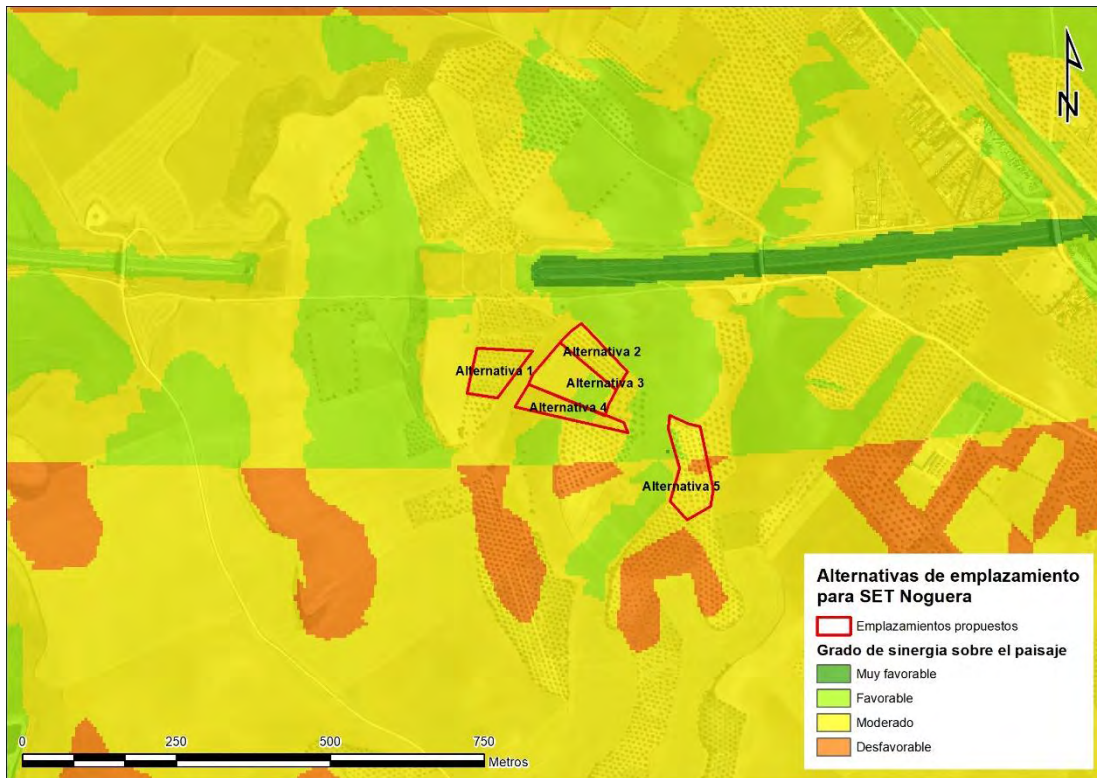 N
Alternativa 2
Alternativa 1
Alternativa 3
Alternativa 4
Alternativa 5
Alternativas de emplazamiento
para SET Noguera
Emplazamientos propuestos
Grado de sinergia sobre el paisaje
Muy favorable
Favorable
Moderado
Desfavorable
0 250 500 750
Metros